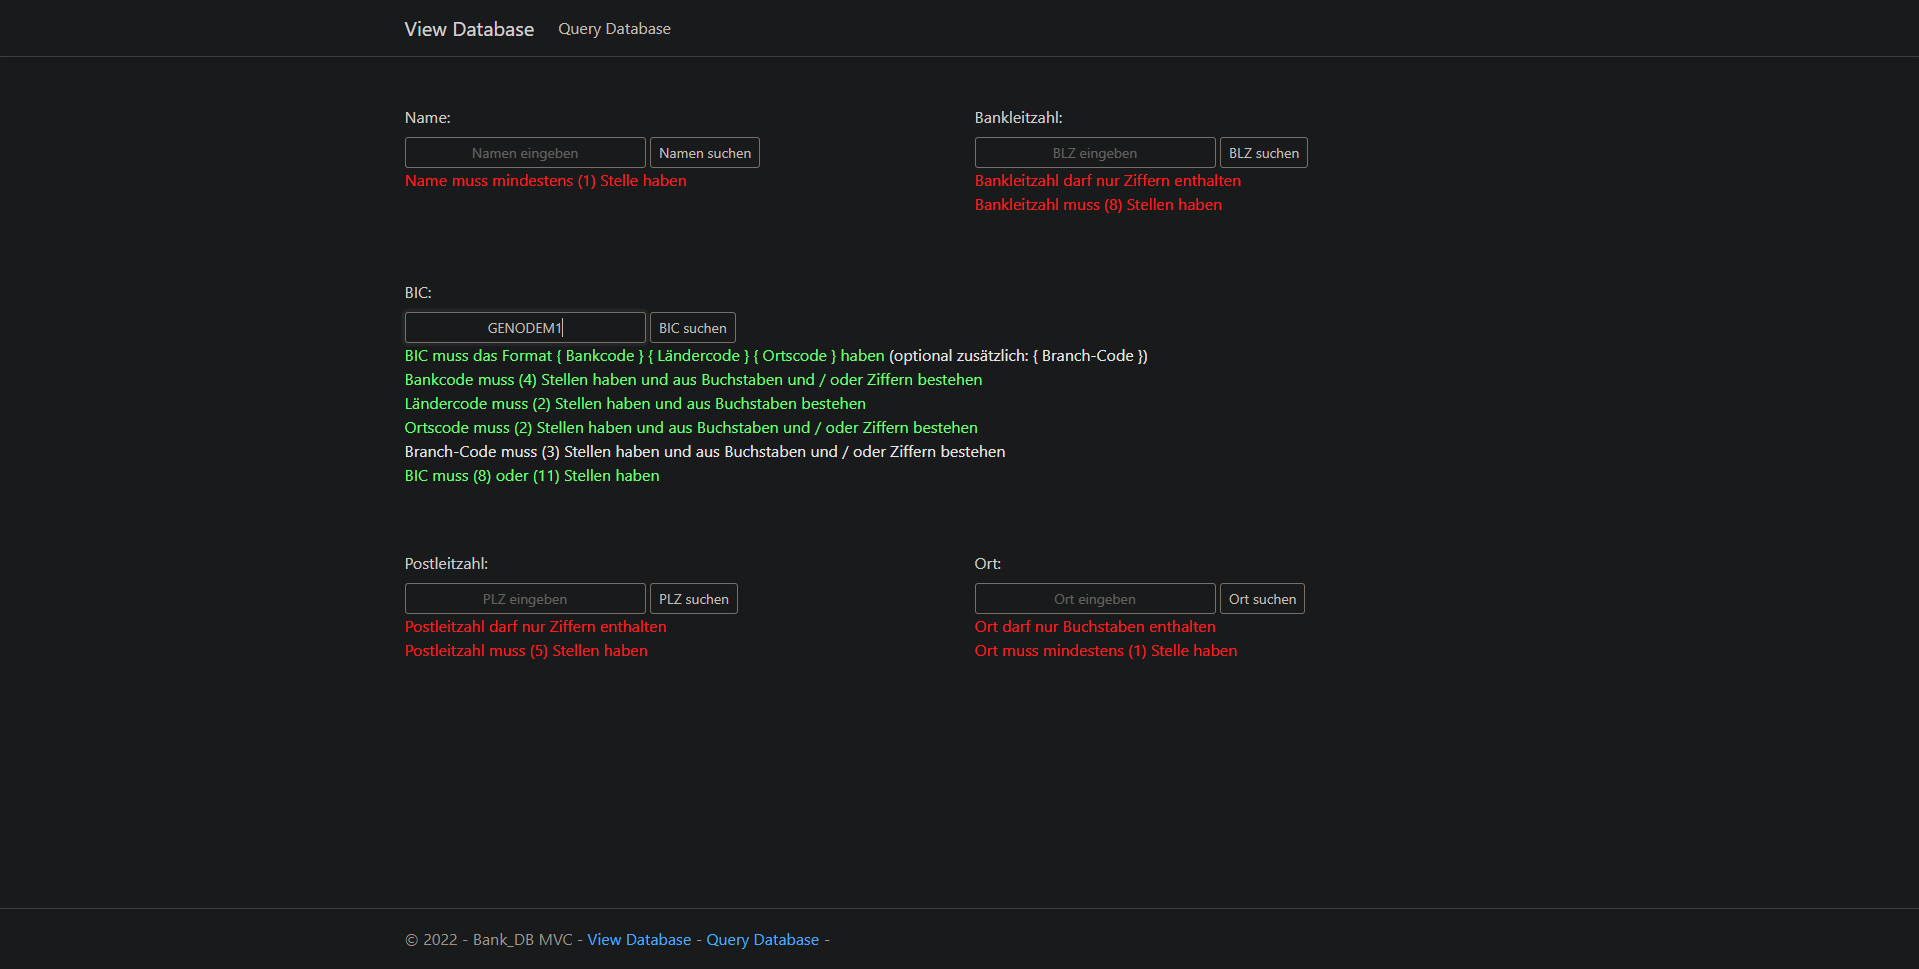 View Database Query Database
Name:
Namen eingeben Namen suchen
Name muss mindestens (1) Stelle haben
Bankleitzahl:
BLZ eingeben BLZ suchen
Bankleitzahl darf nur Ziffern enthalten
Bankleitzahl muss (8) Stellen haben
BIC:
GENODEM1 BIC suchen
BIC muss das Format { Bankcode } { Ländercode } { Ortscode } haben (optional zusätzlich: { Branch-Code })
Bankcode muss (4) Stellen haben und aus Buchstaben und / oder Ziffern bestehen
Ländercode muss (2) Stellen haben und aus Buchstaben bestehen
Ortscode muss (2) Stellen haben und aus Buchstaben und / oder Ziffern bestehen
Branch-Code muss (3) Stellen haben und aus Buchstaben und / oder Ziffern bestehen
BIC muss (8) oder (11) Stellen haben
Postleitzahl:
PLZ eingeben PLZ suchen
Postleitzahl darf nur Ziffern enthalten
Postleitzahl muss (5) Stellen haben
Ort:
Ort eingeben Ort suchen
Ort darf nur Buchstaben enthalten
Ort muss mindestens (1) Stelle haben
© 2022 - Bank_DB MVC - View Database - Query Database -